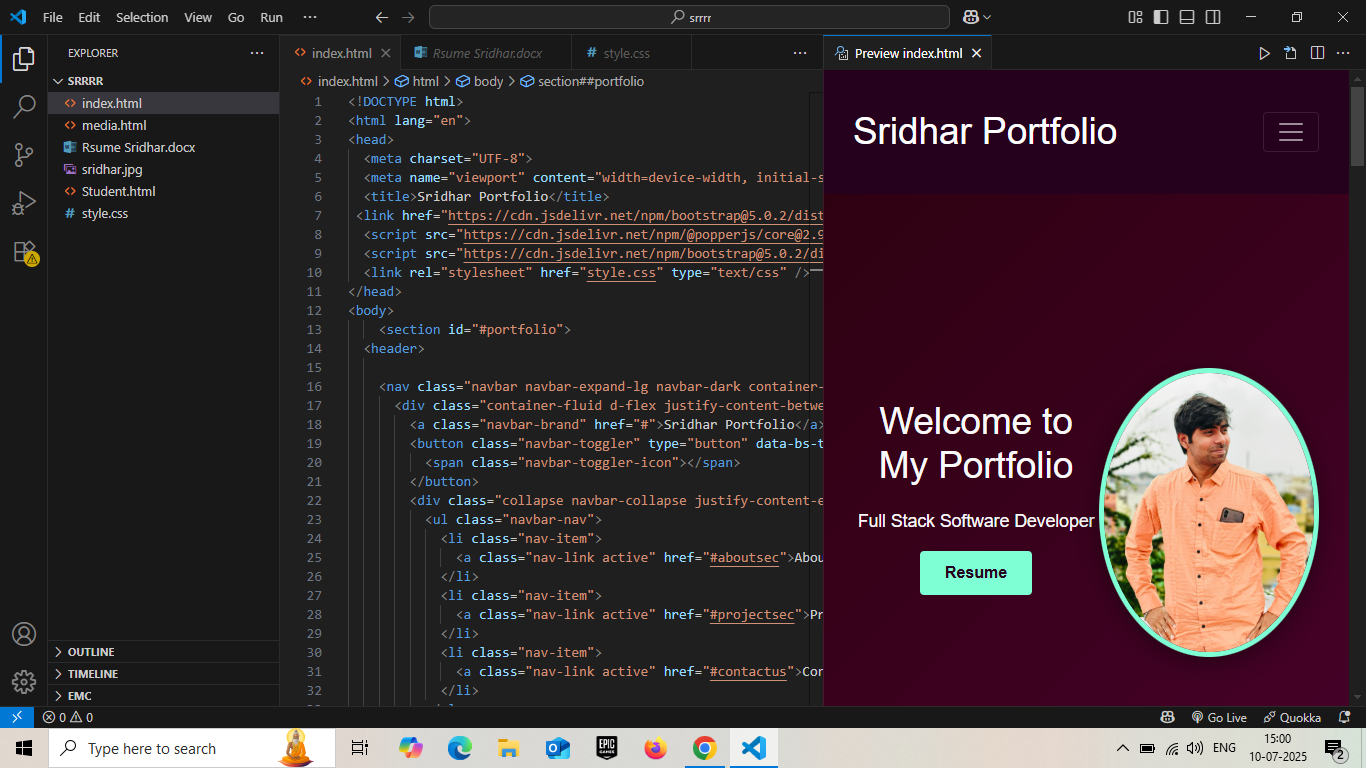 File Edit Selection View Go Run ··· srrrr
EXPLORER ···
SRRRR
index.html
media.html
Rsume Sridhar.docx
sridhar.jpg
Student.html
style.css
OUTLINE
TIMELINE
EMC
index.html Rsume Sridhar.docx style.css ···
index.html > html > body > section##portfolio
1 <!DOCTYPE html>
2 <html lang="en">
3 <head>
4 <meta charset="UTF-8">
5 <meta name="viewport" content="width=device-width, initial-s
6 <title>Sridhar Portfolio</title>
7 <link href="https://cdn.jsdelivr.net/npm/bootstrap@5.0.2/dist
8 <script src="https://cdn.jsdelivr.net/npm/@popperjs/core@2.9
9 <script src="https://cdn.jsdelivr.net/npm/bootstrap@5.0.2/di
10 <link rel="stylesheet" href="style.css" type="text/css" />
11 </head>
12 <body>
13 <section id="#portfolio">
14 <header>
15
16 <nav class="navbar navbar-expand-lg navbar-dark container-
17 <div class="container-fluid d-flex justify-content-betwe
18 <a class="navbar-brand" href="#">Sridhar Portfolio</a>
19 <button class="navbar-toggler" type="button" data-bs-t
20 <span class="navbar-toggler-icon"></span>
21 </button>
22 <div class="collapse navbar-collapse justify-content-e
23 <ul class="navbar-nav">
24 <li class="nav-item">
25 <a class="nav-link active" href="#aboutsec">Abou
26 </li>
27 <li class="nav-item">
28 <a class="nav-link active" href="#projectsec">Pr
29 </li>
30 <li class="nav-item">
31 <a class="nav-link active" href="#contactus">Con
32 </li>
Preview index.html
Sridhar Portfolio
Welcome to
My Portfolio
Full Stack Software Developer
Resume
0 0 Go Live Quokka
Type here to search
EPIC
GAMES
ENG
15:00
10-07-2025
2